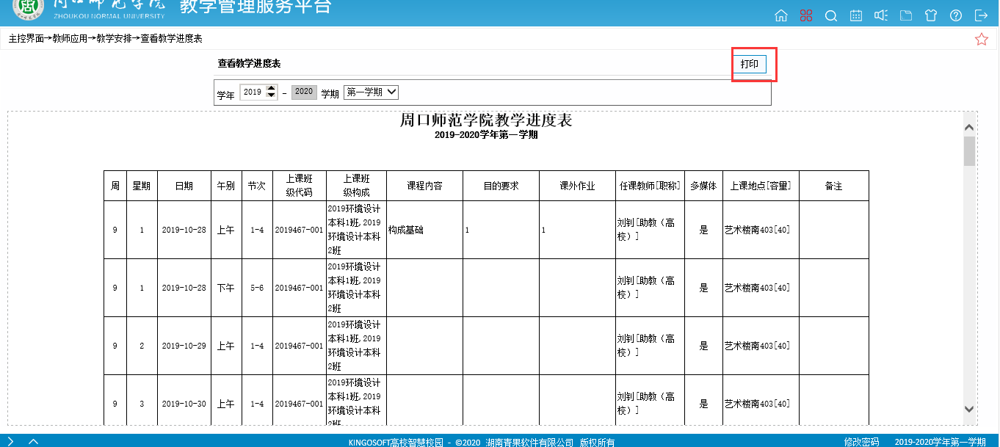 周口师范学院 教学管理服务平台
ZHOUKOU NORMAL UNIVERSITY
主控界面→教师应用→教学安排→查看教学进度表
查看教学进度表 打印
学年 2019 - 2020 学期 第一学期
周口师范学院教学进度表
2019-2020学年第一学期
周 星期 日期 午别 节次 上课班 上课班 课程内容 目的要求 课外作业 任课教师[职称] 多媒体 上课地点[容量] 备注
级代码 级构成
2019环境设计
本科1班,2019 刘钊[助教（高
9 1 2019-10-28 上午 1-4 2019467-001 构成基础 1 1 是 艺术楼南403[40]
环境设计本科 校）]
2班
2019环境设计
本科1班,2019 刘钊[助教（高
9 1 2019-10-28 下午 5-6 2019467-001 是 艺术楼南403[40]
环境设计本科 校）]
2班
2019环境设计
本科1班,2019 刘钊[助教（高
9 2 2019-10-29 上午 1-4 2019467-001 是 艺术楼南403[40]
环境设计本科 校）]
2班
2019环境设计
本科1班,2019 刘钊[助教（高
9 3 2019-10-30 上午 1-4 2019467-001 是 艺术楼南403[40]
环境设计本科 校）]
2班
KINGOSOFT高校智慧校园 - ©2020 湖南青果软件有限公司 版权所有 修改密码 2019-2020学年第一学期